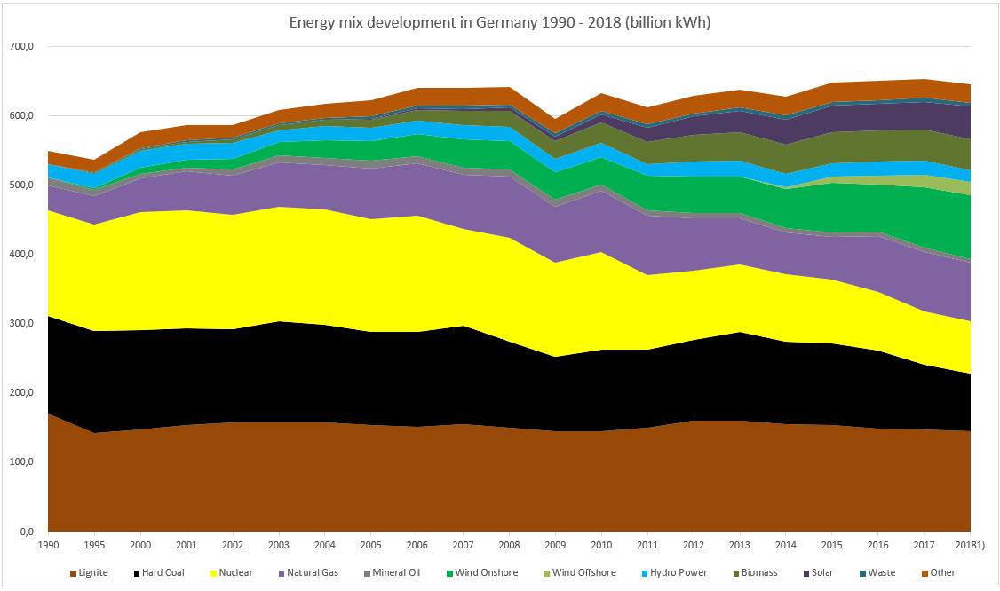 Energy mix development in Germany 1990 - 2018 (billion kWh)
700,0
600,0
500,0
400,0
300,0
200,0
100,0
0,0
1990 1995 2000 2001 2002 2003 2004 2005 2006 2007 2008 2009 2010 2011 2012 2013 2014 2015 2016 2017 20181)
Lignite Hard Coal Nuclear Natural Gas Mineral Oil Wind Onshore Wind Offshore Hydro Power Biomass Solar Waste Other